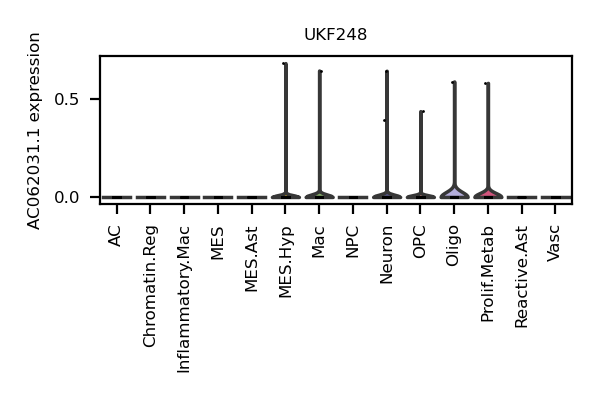 UKF248
AC062031.1 expression
0.5
0.0
AC
Chromatin.Reg
Inflammatory.Mac
MES
MES.Ast
MES.Hyp
Mac
NPC
Neuron
OPC
Oligo
Prolif.Metab
Reactive.Ast
Vasc